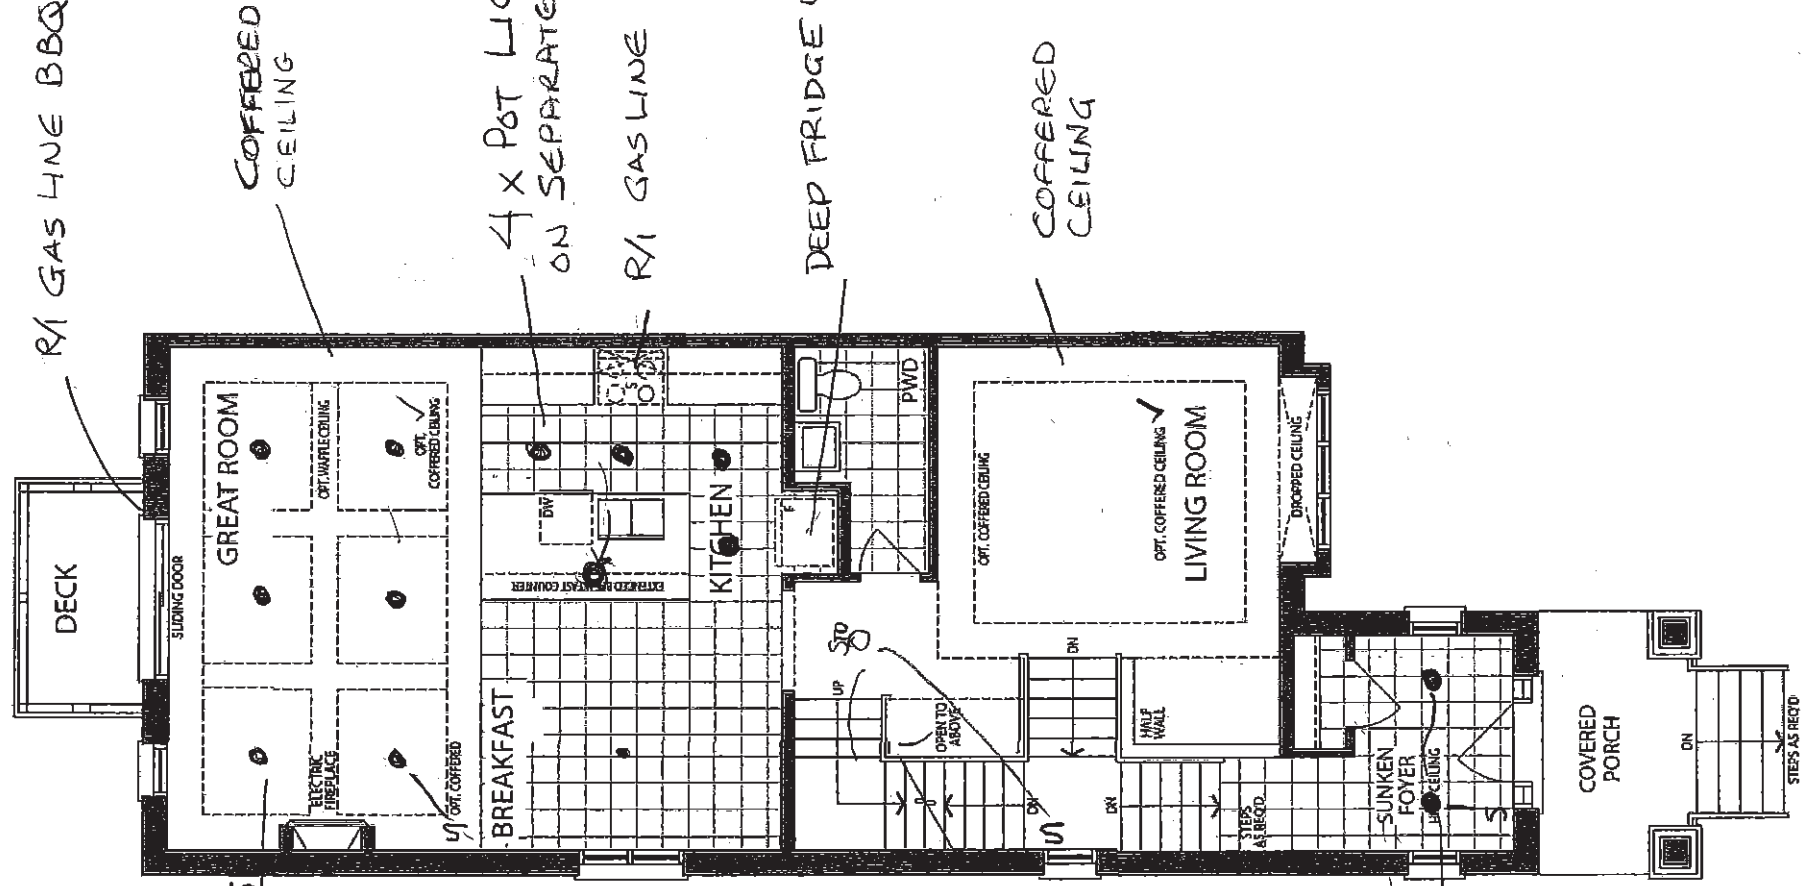 R/I GAS LINE BBQ
COFFERED
CEILING
4 x POT
ON SEPARATE
R/I GAS LINE
DEEP FRIDGE
COFFERED
CEILING
DECK
SLIDING DOOR
GREAT ROOM
OPT. WAFFLE CEILING
OPT.
COFFERED CEILING
ELECTRIC
FIREPLACE
OPT. COFFERED
S
BREAKFAST
DW
EXTENDED BREAKFAST COUNTER
KITCHEN
S
F
PWD
OPT. COFFERED CEILING
OPT. COFFERED CEILING
LIVING ROOM
DROPPED CEILING
UP
OPEN TO
ABOVE
DN
HALF
WALL
DN
DN
S
STEPS
AS REQ'D
SUNKEN
FOYER
CEILING
S
COVERED
PORCH
DN
STEPS AS REQ'D